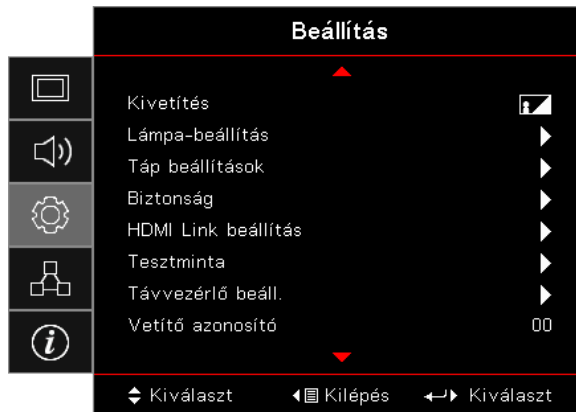 Beállítás
Kivetítés
Lámpa-beállítás
Táp beállítások
Biztonság
HDMI Link beállítás
Tesztminta
Távvezérlő beáll.
Vetítő azonosító 00
Kiválaszt Kilépés Kiválaszt